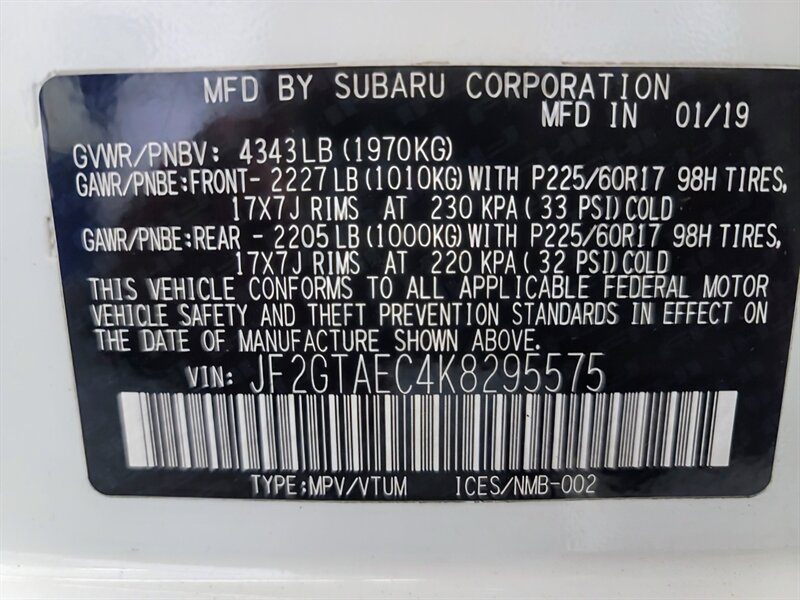 MFD BY SUBARU CORPORATION
MFD IN 01/19
GVWR/PNBV: 4343LB (1970KG)
GAWR/PNBE:FRONT- 2227LB (1010KG) WITH P225/60R17 98H TIRES,
17X7J RIMS AT 230 KPA ( 33 PSI) COLD
GAWR/PNBE:REAR - 2205LB (1000KG) WITH P225/60R17 98H TIRES,
17X7J RIMS AT 220 KPA ( 32 PSI) COLD
THIS VEHICLE CONFORMS TO ALL APPLICABLE FEDERAL MOTOR
VEHICLE SAFETY AND THEFT PREVENTION STANDARDS IN EFFECT ON
THE DATE OF MANUFACTURE SHOWN ABOVE.
VIN: JF2GTAEC4K8295575
TYPE:MPV/VTUM ICES/NMB-002